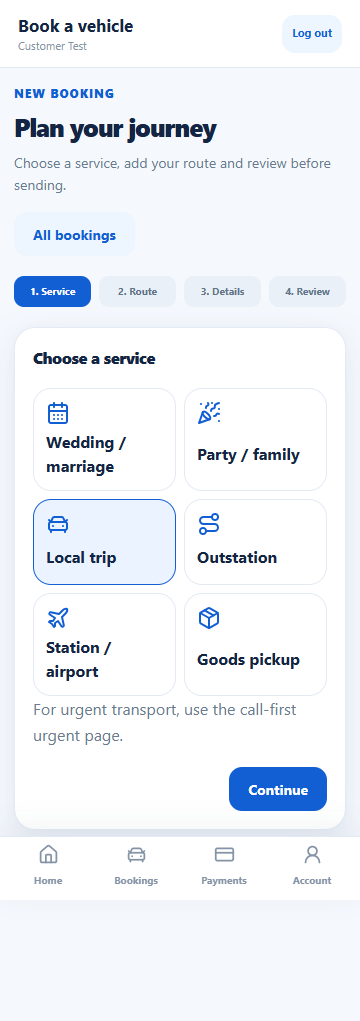 Book a vehicle
Customer Test
Log out
NEW BOOKING
Plan your journey
Choose a service, add your route and review before
sending.
All bookings
1. Service
2. Route
3. Details
4. Review
Choose a service
Wedding /
marriage
Party / family
Local trip
Outstation
Station /
airport
Goods pickup
For urgent transport, use the call-first
urgent page.
Continue
Home
Bookings
Payments
Account